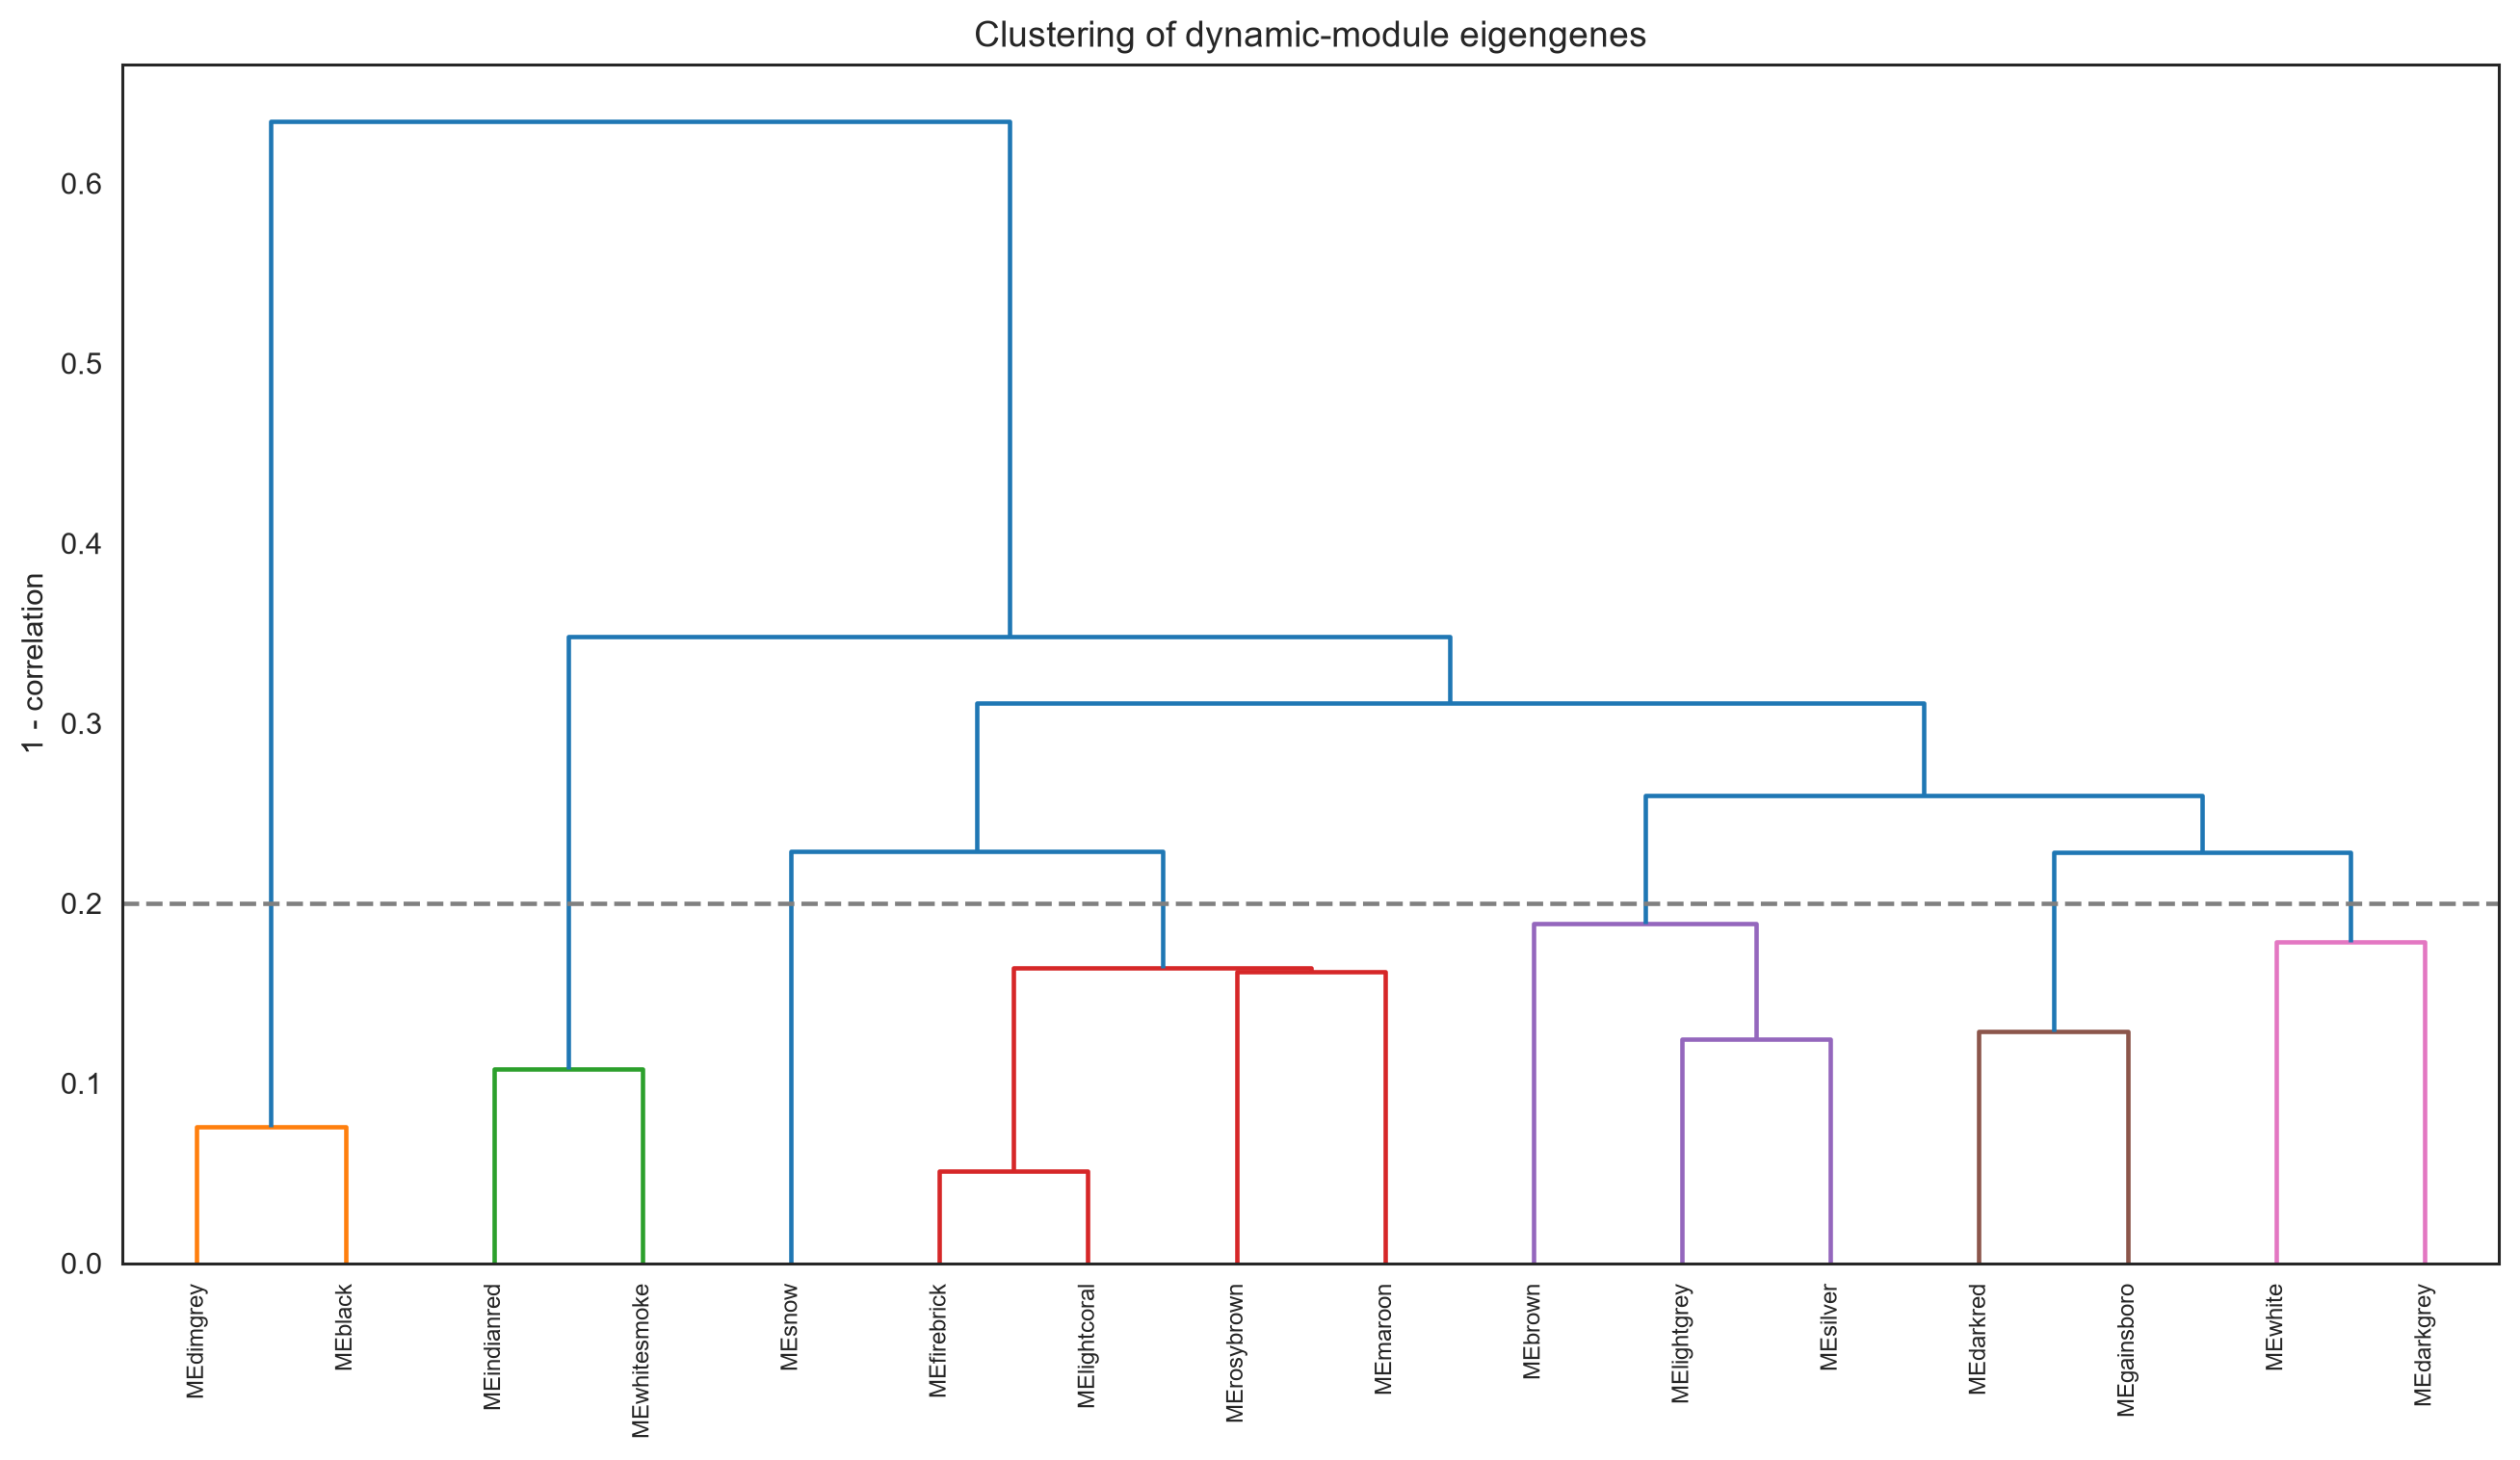 Clustering of dynamic-module eigengenes
1 - correlation
0.6
0.5
0.4
0.3
0.2
0.1
0.0
MEdimgrey
MEblack
MEindianred
MEwhitesmoke
MEsnow
MEfirebrick
MElightcoral
MErosybrown
MEmaroon
MEbrown
MElightgrey
MEsilver
MEdarkred
MEgainsboro
MEwhite
MEdarkgrey